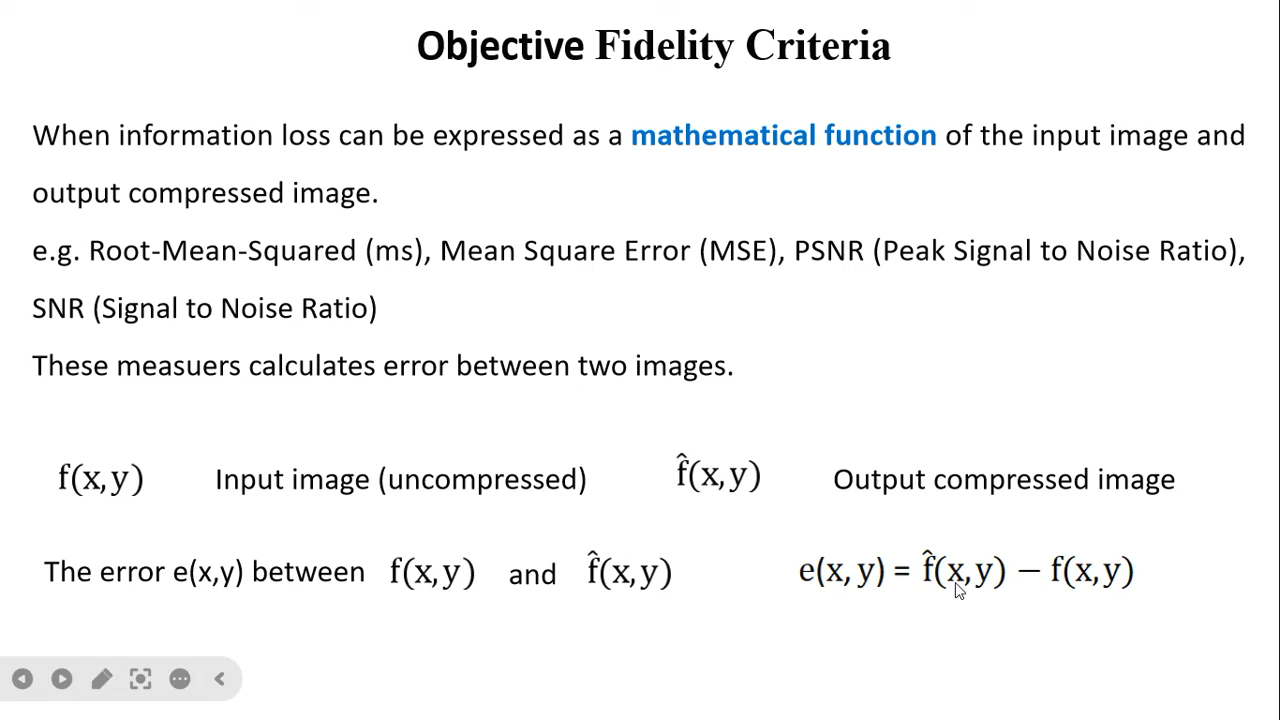 Objective Fidelity Criteria
When information loss can be expressed as a mathematical function of the input image and
output compressed image.
e.g. Root-Mean-Squared (ms), Mean Square Error (MSE), PSNR (Peak Signal to Noise Ratio),
SNR (Signal to Noise Ratio)
These measuers calculates error between two images.
f(x,y) Input image (uncompressed) f̂(x,y) Output compressed image
The error e(x,y) between f(x,y) and f̂(x,y) e(x, y) = f̂(x,y) − f(x,y)